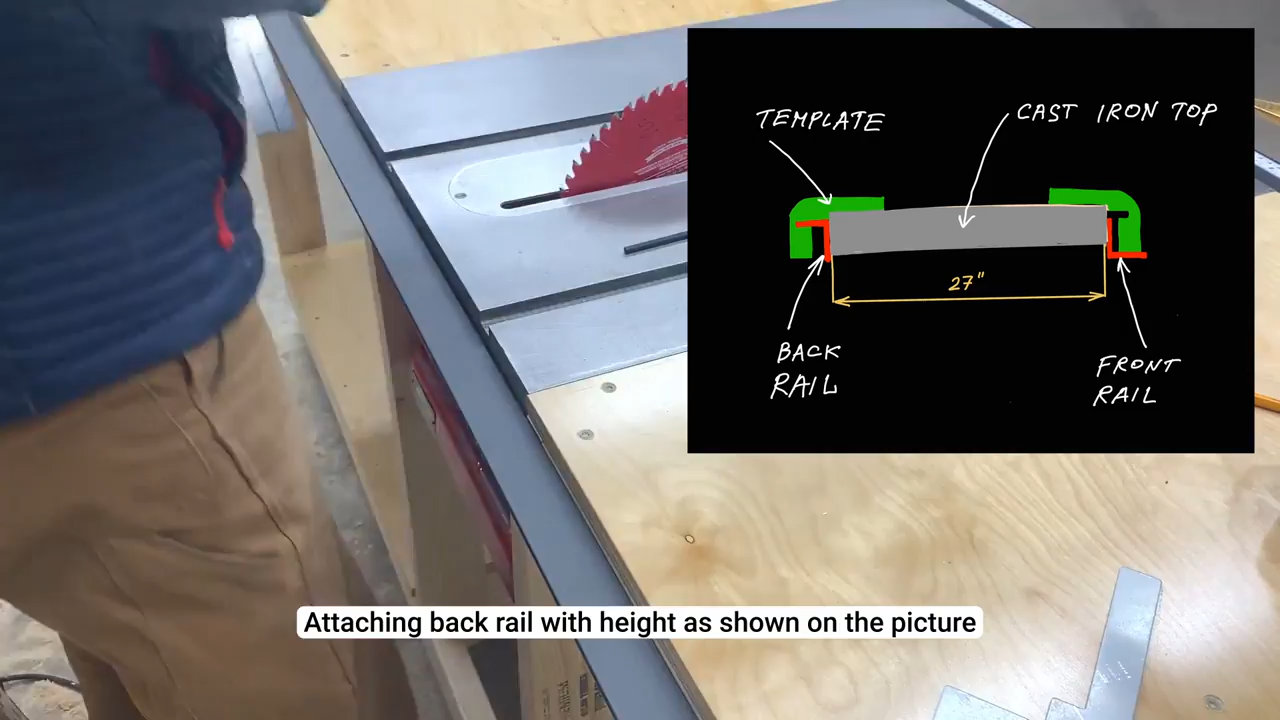 TEMPLATE
CAST IRON TOP
27"
BACK
RAIL
FRONT
RAIL
Attaching back rail with height as shown on the picture